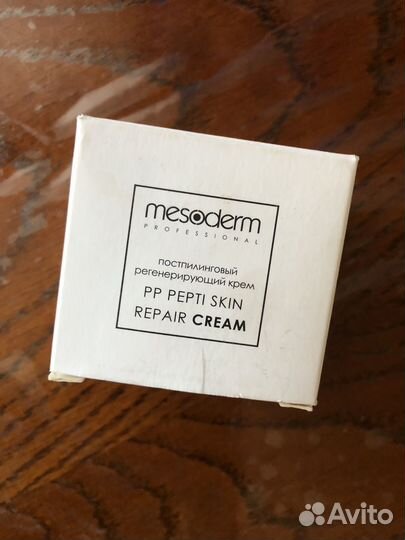 mesoderm
PROFESSIONAL
постпилинговый
регенерирующий крем
PP PEPTI SKIN
REPAIR CREAM
Avito